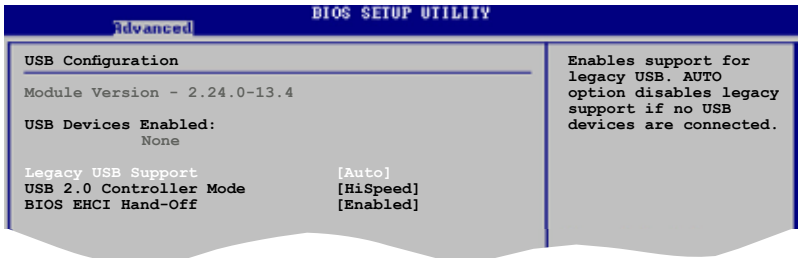 BIOS SETUP UTILITY
Advanced
USB Configuration
Module Version - 2.24.0-13.4
USB Devices Enabled:
None
Legacy USB Support [Auto]
USB 2.0 Controller Mode [HiSpeed]
BIOS EHCI Hand-Off [Enabled]
Enables support for
legacy USB. AUTO
option disables legacy
support if no USB
devices are connected.